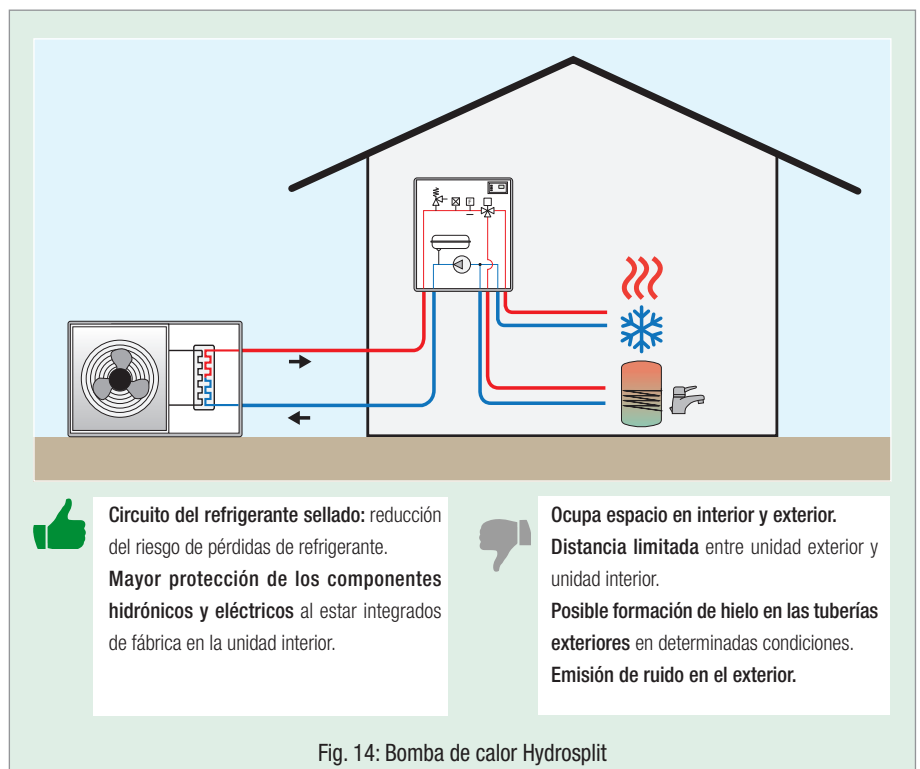 Circuito del refrigerante sellado: reducción
del riesgo de pérdidas de refrigerante.
Mayor protección de los componentes
hidrónicos y eléctricos al estar integrados
de fábrica en la unidad interior.
Ocupa espacio en interior y exterior.
Distancia limitada entre unidad exterior y
unidad interior.
Posible formación de hielo en las tuberías
exteriores en determinadas condiciones.
Emisión de ruido en el exterior.
Fig. 14: Bomba de calor Hydrosplit